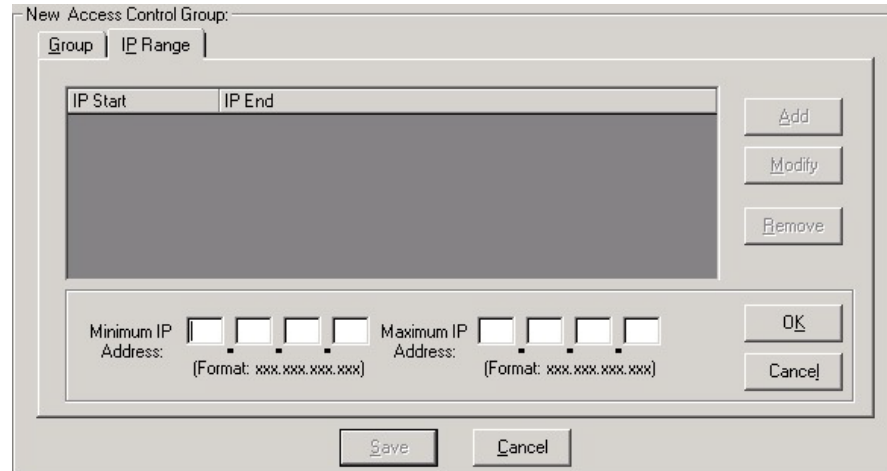 New Access Control Group:
Group
IP Range
IP Start
IP End
Add
Modify
Remove
Minimum IP Address:
(Format: xxx.xxx.xxx.xxx)
Maximum IP Address:
(Format: xxx.xxx.xxx.xxx)
OK
Cancel
Save
Cancel